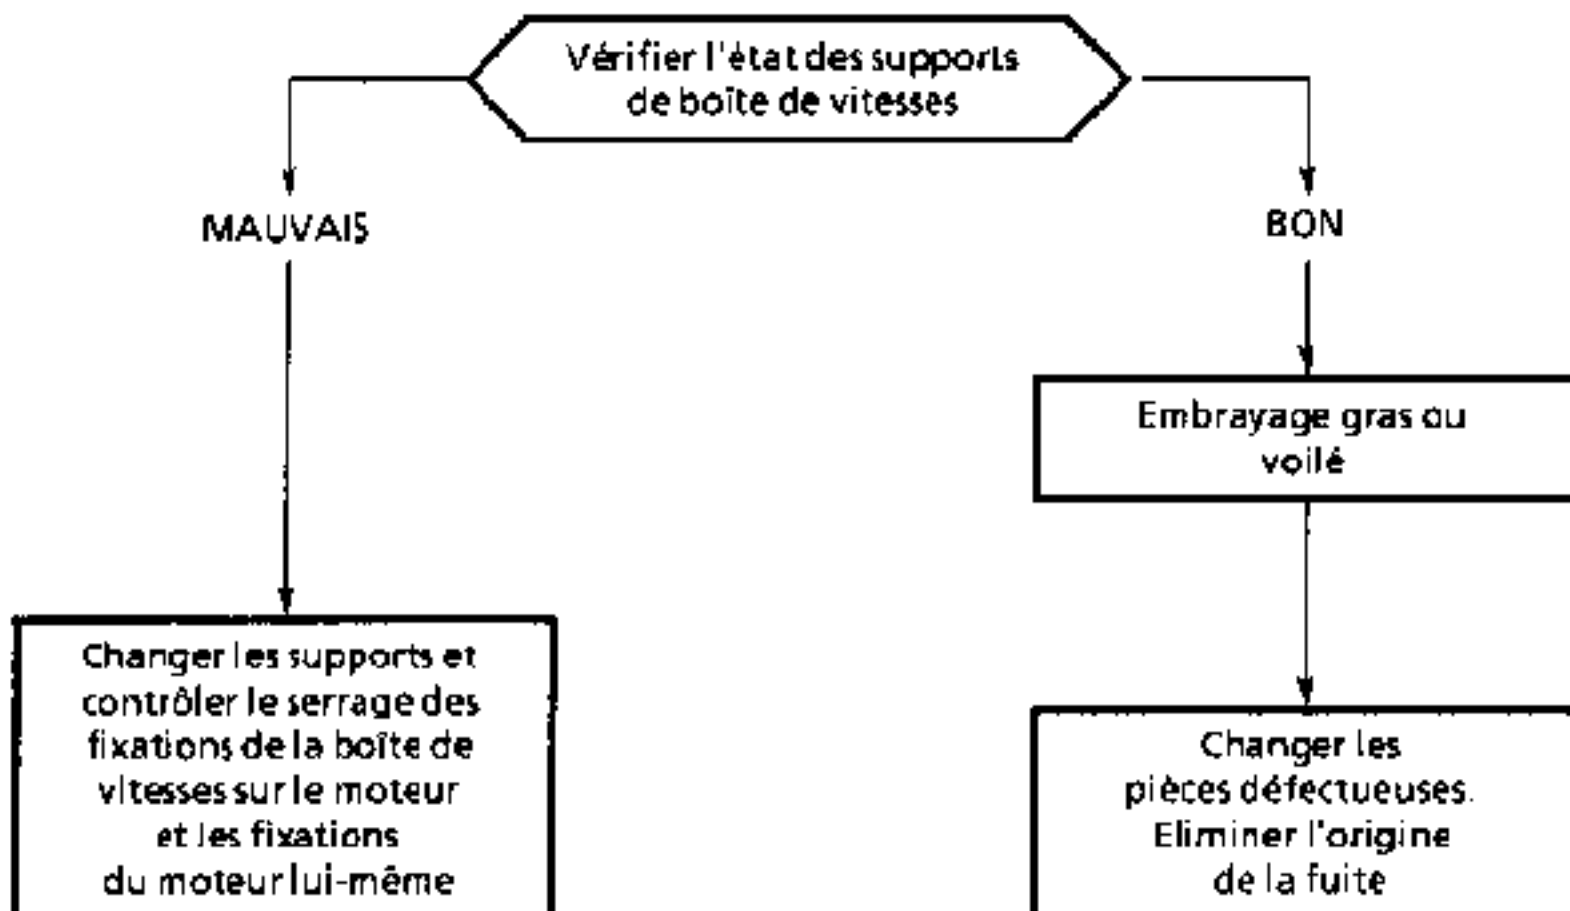 Vérifier l'état des supports
de boîte de vitesses
MAUVAIS
BON
Embrayage gras ou
voilé
Changer les supports et
contrôler le serrage des
fixations de la boîte de
vitesses sur le moteur
et les fixations
du moteur lui-même
Changer les
pièces défectueuses.
Eliminer l'origine
de la fuite